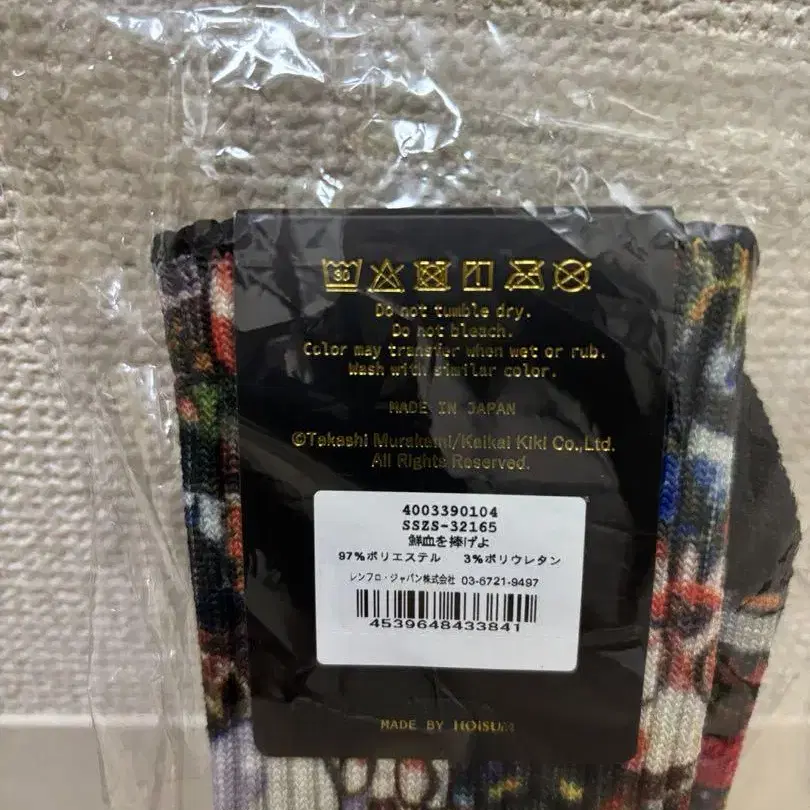 30
Do not tumble dry.
Do not bleach.
Color may transfer when wet or rub.
Wash with similar color.
MADE IN JAPAN
©Takashi Murakami/Kaikai Kiki Co.,Ltd.
All Rights Reserved.
4003390104
SSZS-32165
鮮血を捧げよ
97%ポリエステル 3%ポリウレタン
レンフロ・ジャパン株式会社 03-6721-9497
4539648433841
MADE BY